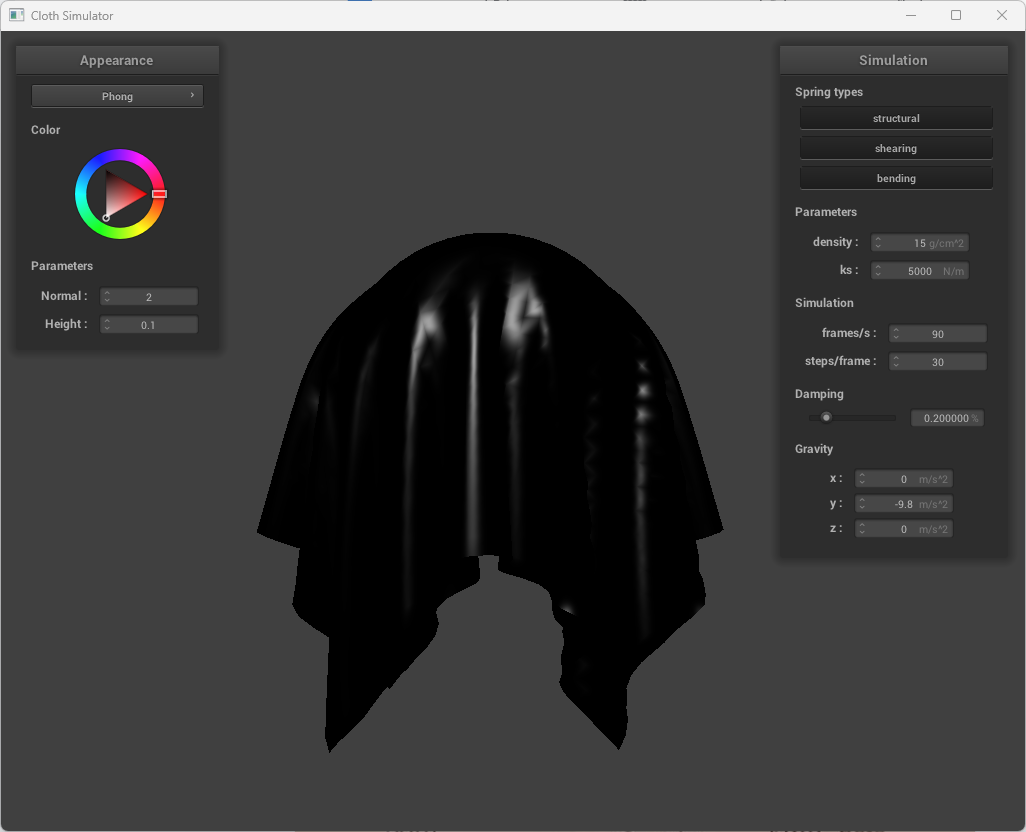 Cloth Simulator
Appearance
Phong
Color
Parameters
Normal : 2
Height : 0.1
Simulation
Spring types
structural
shearing
bending
Parameters
density : 15 g/cm^2
ks : 5000 N/m
Simulation
frames/s : 90
steps/frame : 30
Damping
0.200000 %
Gravity
x : 0 m/s^2
y : -9.8 m/s^2
z : 0 m/s^2